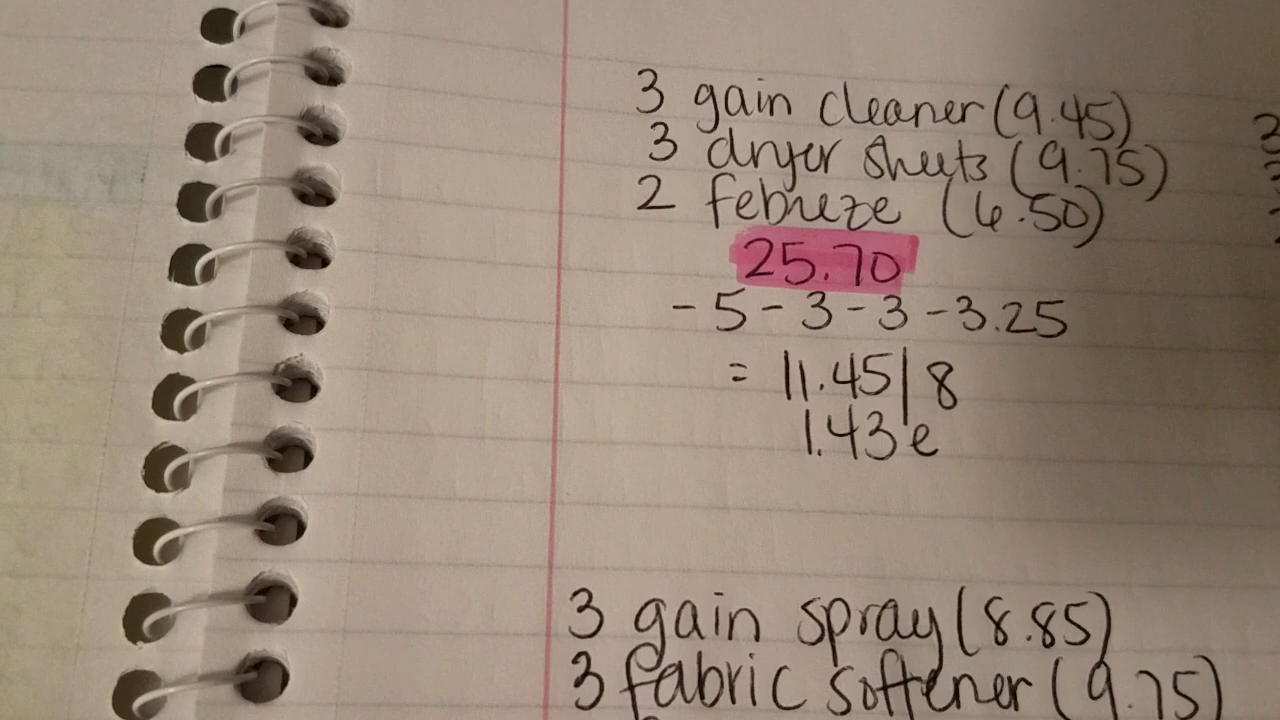 3 gain cleaner (9.45)
3 dryer sheets (9.75)
2 febreze (6.50)
25.70
- 5 - 3 - 3 - 3.25
= 11.45 | 8
1.43 e
3 gain spray (8.85)
3 fabric softener (9.75)